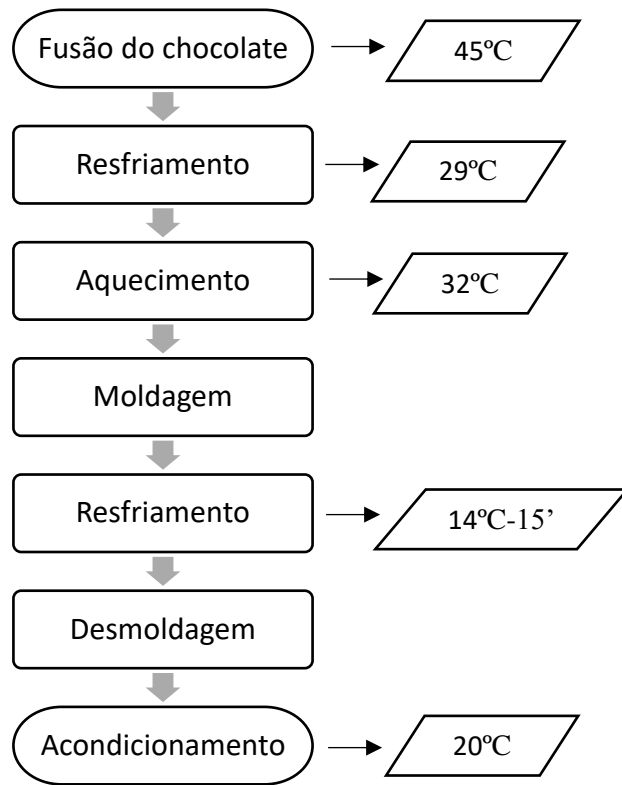 Fusão do chocolate
45ºC
Resfriamento
29ºC
Aquecimento
32ºC
Moldagem
Resfriamento
14ºC-15’
Desmoldagem
Acondicionamento
20ºC